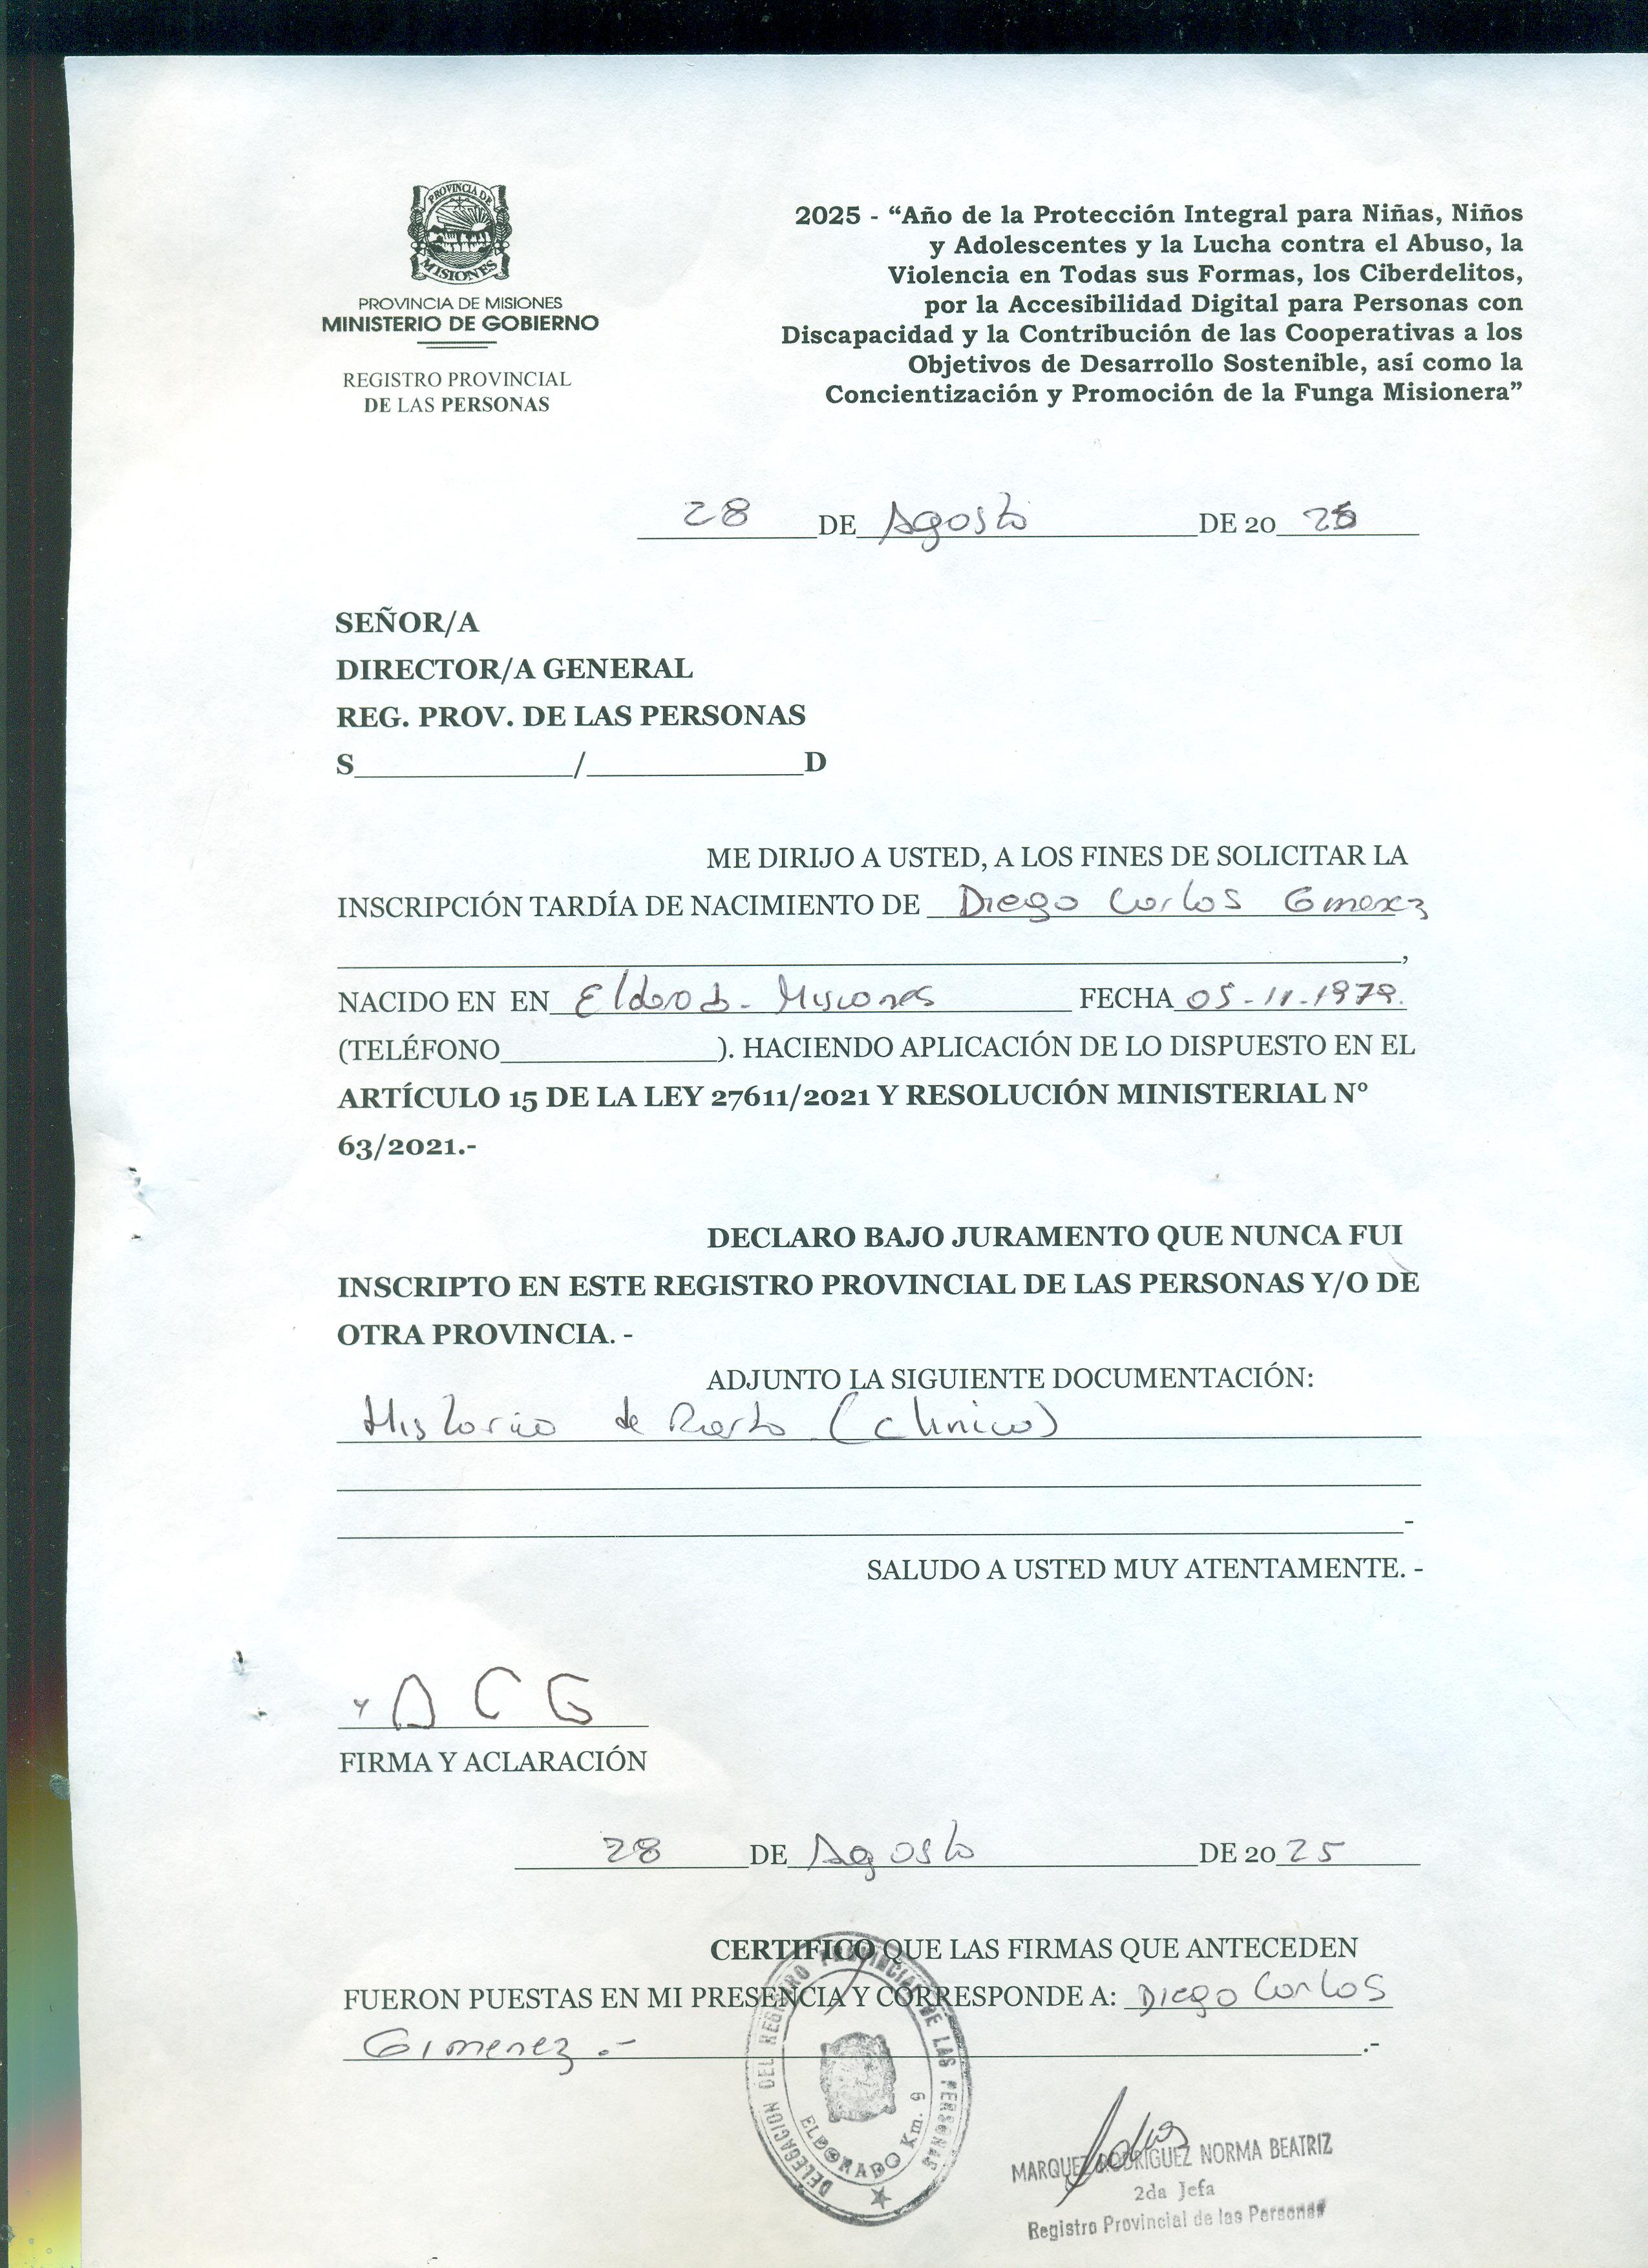 PROVINCIA DE
MISIONES
PROVINCIA DE MISIONES
MINISTERIO DE GOBIERNO
REGISTRO PROVINCIAL
DE LAS PERSONAS
2025 - “Año de la Protección Integral para Niñas, Niños
y Adolescentes y la Lucha contra el Abuso, la
Violencia en Todas sus Formas, los Ciberdelitos,
por la Accesibilidad Digital para Personas con
Discapacidad y la Contribución de las Cooperativas a los
Objetivos de Desarrollo Sostenible, así como la
Concientización y Promoción de la Funga Misionera”
28 DE Agosto DE 20 25
SEÑOR/A
DIRECTOR/A GENERAL
REG. PROV. DE LAS PERSONAS
S______________/______________D
ME DIRIJO A USTED, A LOS FINES DE SOLICITAR LA
INSCRIPCIÓN TARDÍA DE NACIMIENTO DE Diego Carlos Gimenez
,
NACIDO EN EN Eldorado - Misiones FECHA 05-11-1979.
(TELÉFONO______________). HACIENDO APLICACIÓN DE LO DISPUESTO EN EL
ARTÍCULO 15 DE LA LEY 27611/2021 Y RESOLUCIÓN MINISTERIAL N°
63/2021.-
DECLARO BAJO JURAMENTO QUE NUNCA FUI
INSCRIPTO EN ESTE REGISTRO PROVINCIAL DE LAS PERSONAS Y/O DE
OTRA PROVINCIA. -
ADJUNTO LA SIGUIENTE DOCUMENTACIÓN:
Historia de Parto (clinica)
-
SALUDO A USTED MUY ATENTAMENTE. -
D C G
FIRMA Y ACLARACIÓN
28 DE Agosto DE 20 25
CERTIFICO QUE LAS FIRMAS QUE ANTECEDEN
FUERON PUESTAS EN MI PRESENCIA Y CORRESPONDE A: Diego Carlos
Gimenez .- .-
DELEGACION DEL REGISTRO PROVINCIAL DE LAS PERSONAS
ELDORADO Km. 9
MARQUEZ RODRIGUEZ NORMA BEATRIZ
2da Jefa
Registro Provincial de las Personas